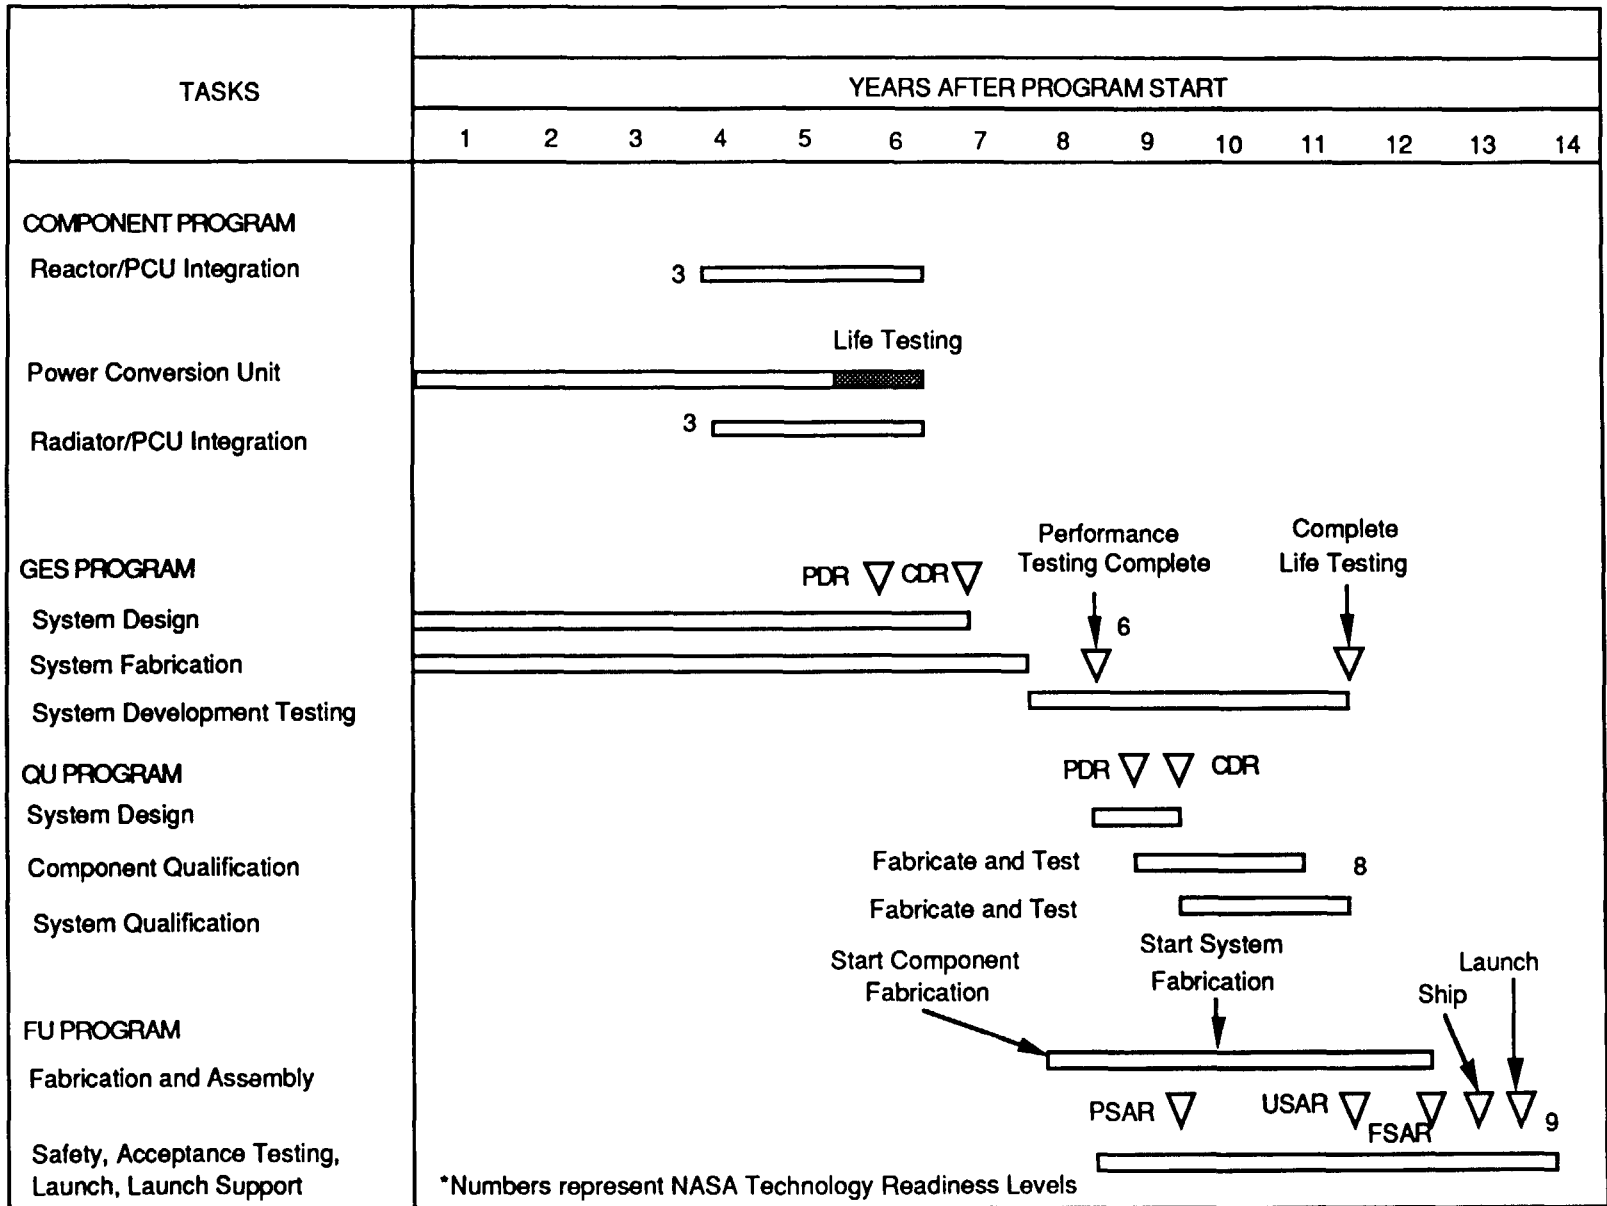 TASKS
YEARS AFTER PROGRAM START
1 2 3 4 5 6 7 8 9 10 11 12 13 14
COMPONENT PROGRAM
Reactor/PCU Integration
3
Life Testing
Power Conversion Unit
3
Radiator/PCU Integration
Performance
Testing Complete
Complete
Life Testing
GES PROGRAM
PDR CDR
System Design
6
System Fabrication
System Development Testing
QU PROGRAM
PDR CDR
System Design
Component Qualification
Fabricate and Test
8
System Qualification
Fabricate and Test
Start Component
Fabrication
Start System
Fabrication
Ship
Launch
FU PROGRAM
Fabrication and Assembly
PSAR
USAR
FSAR
9
Safety, Acceptance Testing,
Launch, Launch Support
*Numbers represent NASA Technology Readiness Levels